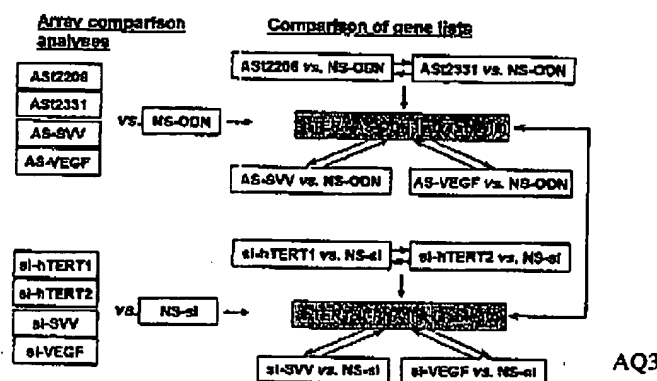 Array comparison
analyses
Comparison of gene lists
ASt2206
ASt2331
AS-SVV
AS-VEGF
vs. NS-ODN
ASt2206 vs. NS-ODN
ASt2331 vs. NS-ODN
AS-SVV vs. NS-ODN
AS-VEGF vs. NS-ODN
si-hTERT1
si-hTERT2
si-SVV
si-VEGF
vs. NS-si
si-hTERT1 vs. NS-si
si-hTERT2 vs. NS-si
si-SVV vs. NS-si
si-VEGF vs. NS-si
AQ3